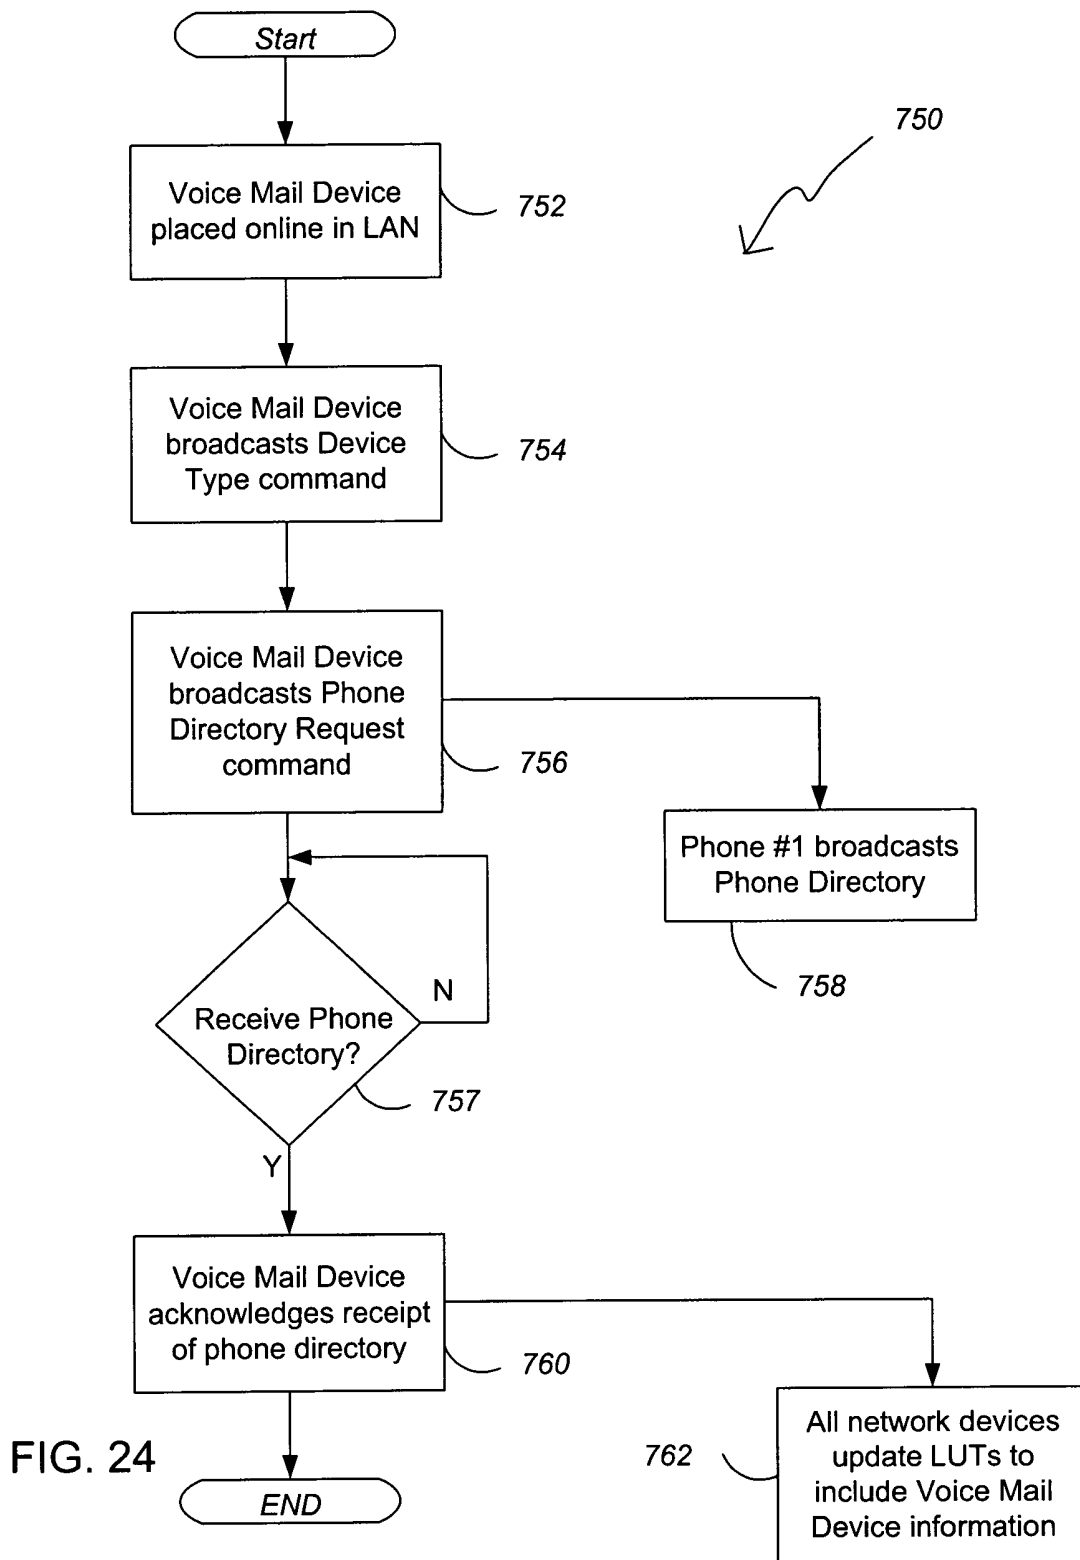 Start
750
Voice Mail Device
placed online in LAN
752
Voice Mail Device
broadcasts Device
Type command
754
Voice Mail Device
broadcasts Phone
Directory Request
command
756
Phone #1 broadcasts
Phone Directory
758
N
Receive Phone
Directory?
757
Y
Voice Mail Device
acknowledges receipt
of phone directory
760
All network devices
update LUTs to
include Voice Mail
Device information
762
FIG. 24
END